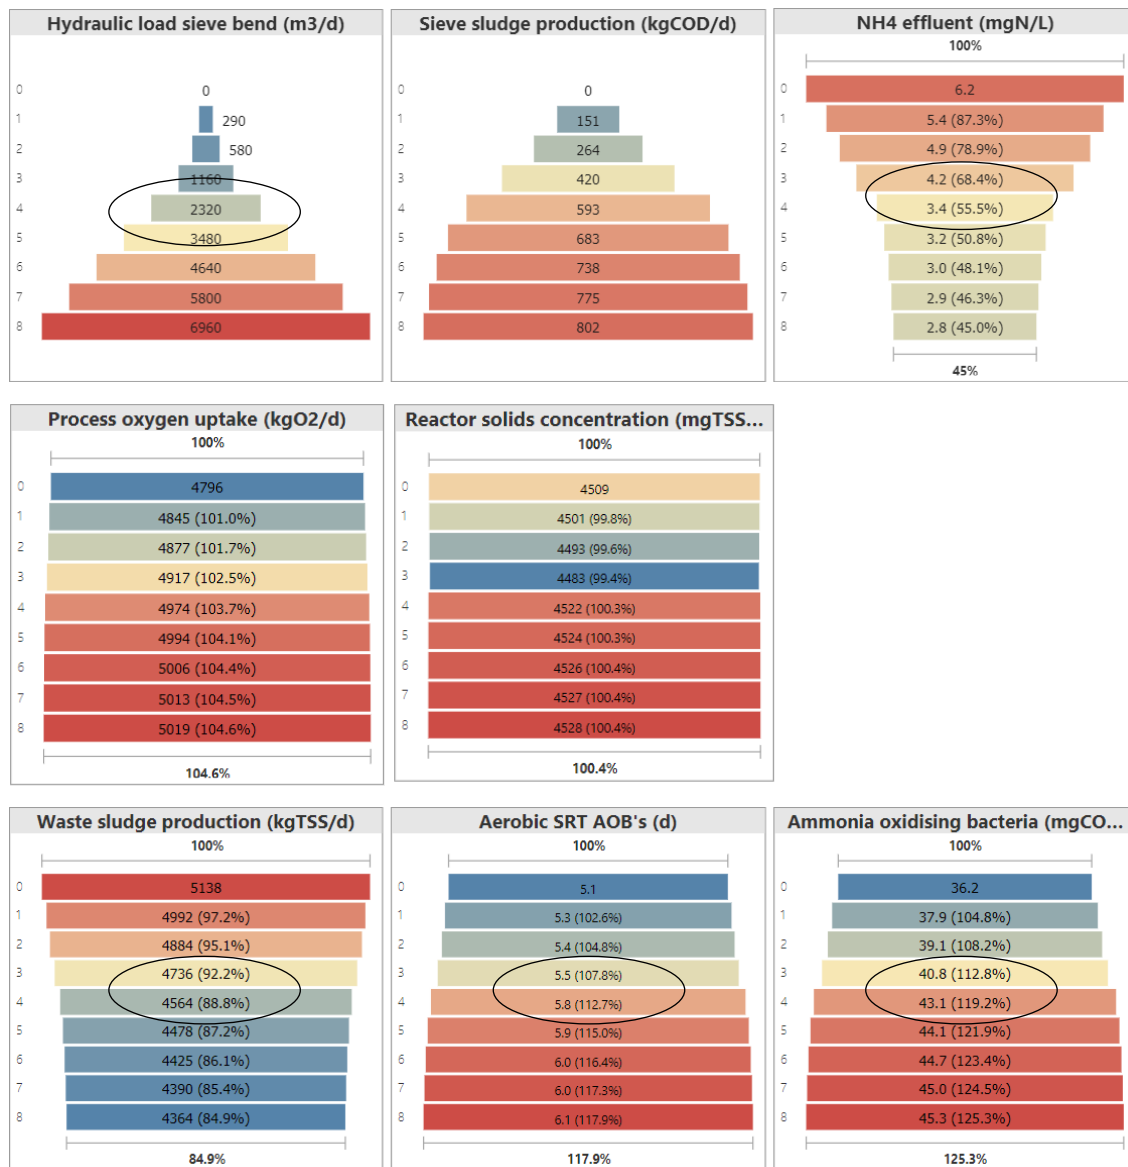 Hydraulic load sieve bend (m3/d)
0 0
1 290
2 580
3 1160
4 2320
5 3480
6 4640
7 5800
8 6960
Sieve sludge production (kgCOD/d)
0 0
1 151
2 264
3 420
4 593
5 683
6 738
7 775
8 802
NH4 effluent (mgN/L)
100%
0 6.2
1 5.4 (87.3%)
2 4.9 (78.9%)
3 4.2 (68.4%)
4 3.4 (55.5%)
5 3.2 (50.8%)
6 3.0 (48.1%)
7 2.9 (46.3%)
8 2.8 (45.0%)
45%
Process oxygen uptake (kgO2/d)
100%
0 4796
1 4845 (101.0%)
2 4877 (101.7%)
3 4917 (102.5%)
4 4974 (103.7%)
5 4994 (104.1%)
6 5006 (104.4%)
7 5013 (104.5%)
8 5019 (104.6%)
104.6%
Reactor solids concentration (mgTSS...
100%
0 4509
1 4501 (99.8%)
2 4493 (99.6%)
3 4483 (99.4%)
4 4522 (100.3%)
5 4524 (100.3%)
6 4526 (100.4%)
7 4527 (100.4%)
8 4528 (100.4%)
100.4%
Waste sludge production (kgTSS/d)
100%
0 5138
1 4992 (97.2%)
2 4884 (95.1%)
3 4736 (92.2%)
4 4564 (88.8%)
5 4478 (87.2%)
6 4425 (86.1%)
7 4390 (85.4%)
8 4364 (84.9%)
84.9%
Aerobic SRT AOB's (d)
100%
0 5.1
1 5.3 (102.6%)
2 5.4 (104.8%)
3 5.5 (107.8%)
4 5.8 (112.7%)
5 5.9 (115.0%)
6 6.0 (116.4%)
7 6.0 (117.3%)
8 6.1 (117.9%)
117.9%
Ammonia oxidising bacteria (mgCO...
100%
0 36.2
1 37.9 (104.8%)
2 39.1 (108.2%)
3 40.8 (112.8%)
4 43.1 (119.2%)
5 44.1 (121.9%)
6 44.7 (123.4%)
7 45.0 (124.5%)
8 45.3 (125.3%)
125.3%